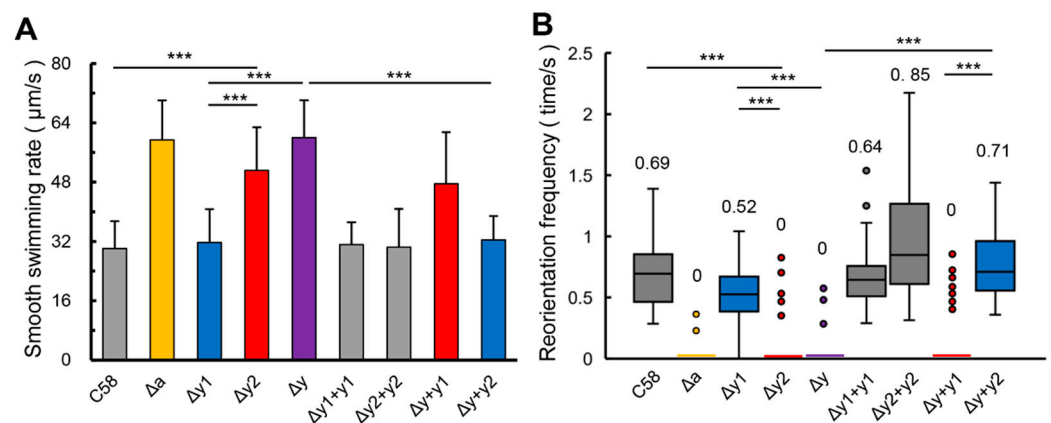 A
Smooth swimming rate ( μm/s )
80
64
48
32
16
0
***
***
***
***
C58
Δa
Δy1
Δy2
Δy
Δy1+y1
Δy2+y2
Δy+y1
Δy+y2
B
Reorientation frequency ( time/s )
2.5
2
1.5
1
0.5
0
***
***
***
***
***
0.69
0
0.52
0
0
0.64
0. 85
0
0.71
C58
Δa
Δy1
Δy2
Δy
Δy1+y1
Δy2+y2
Δy+y1
Δy+y2